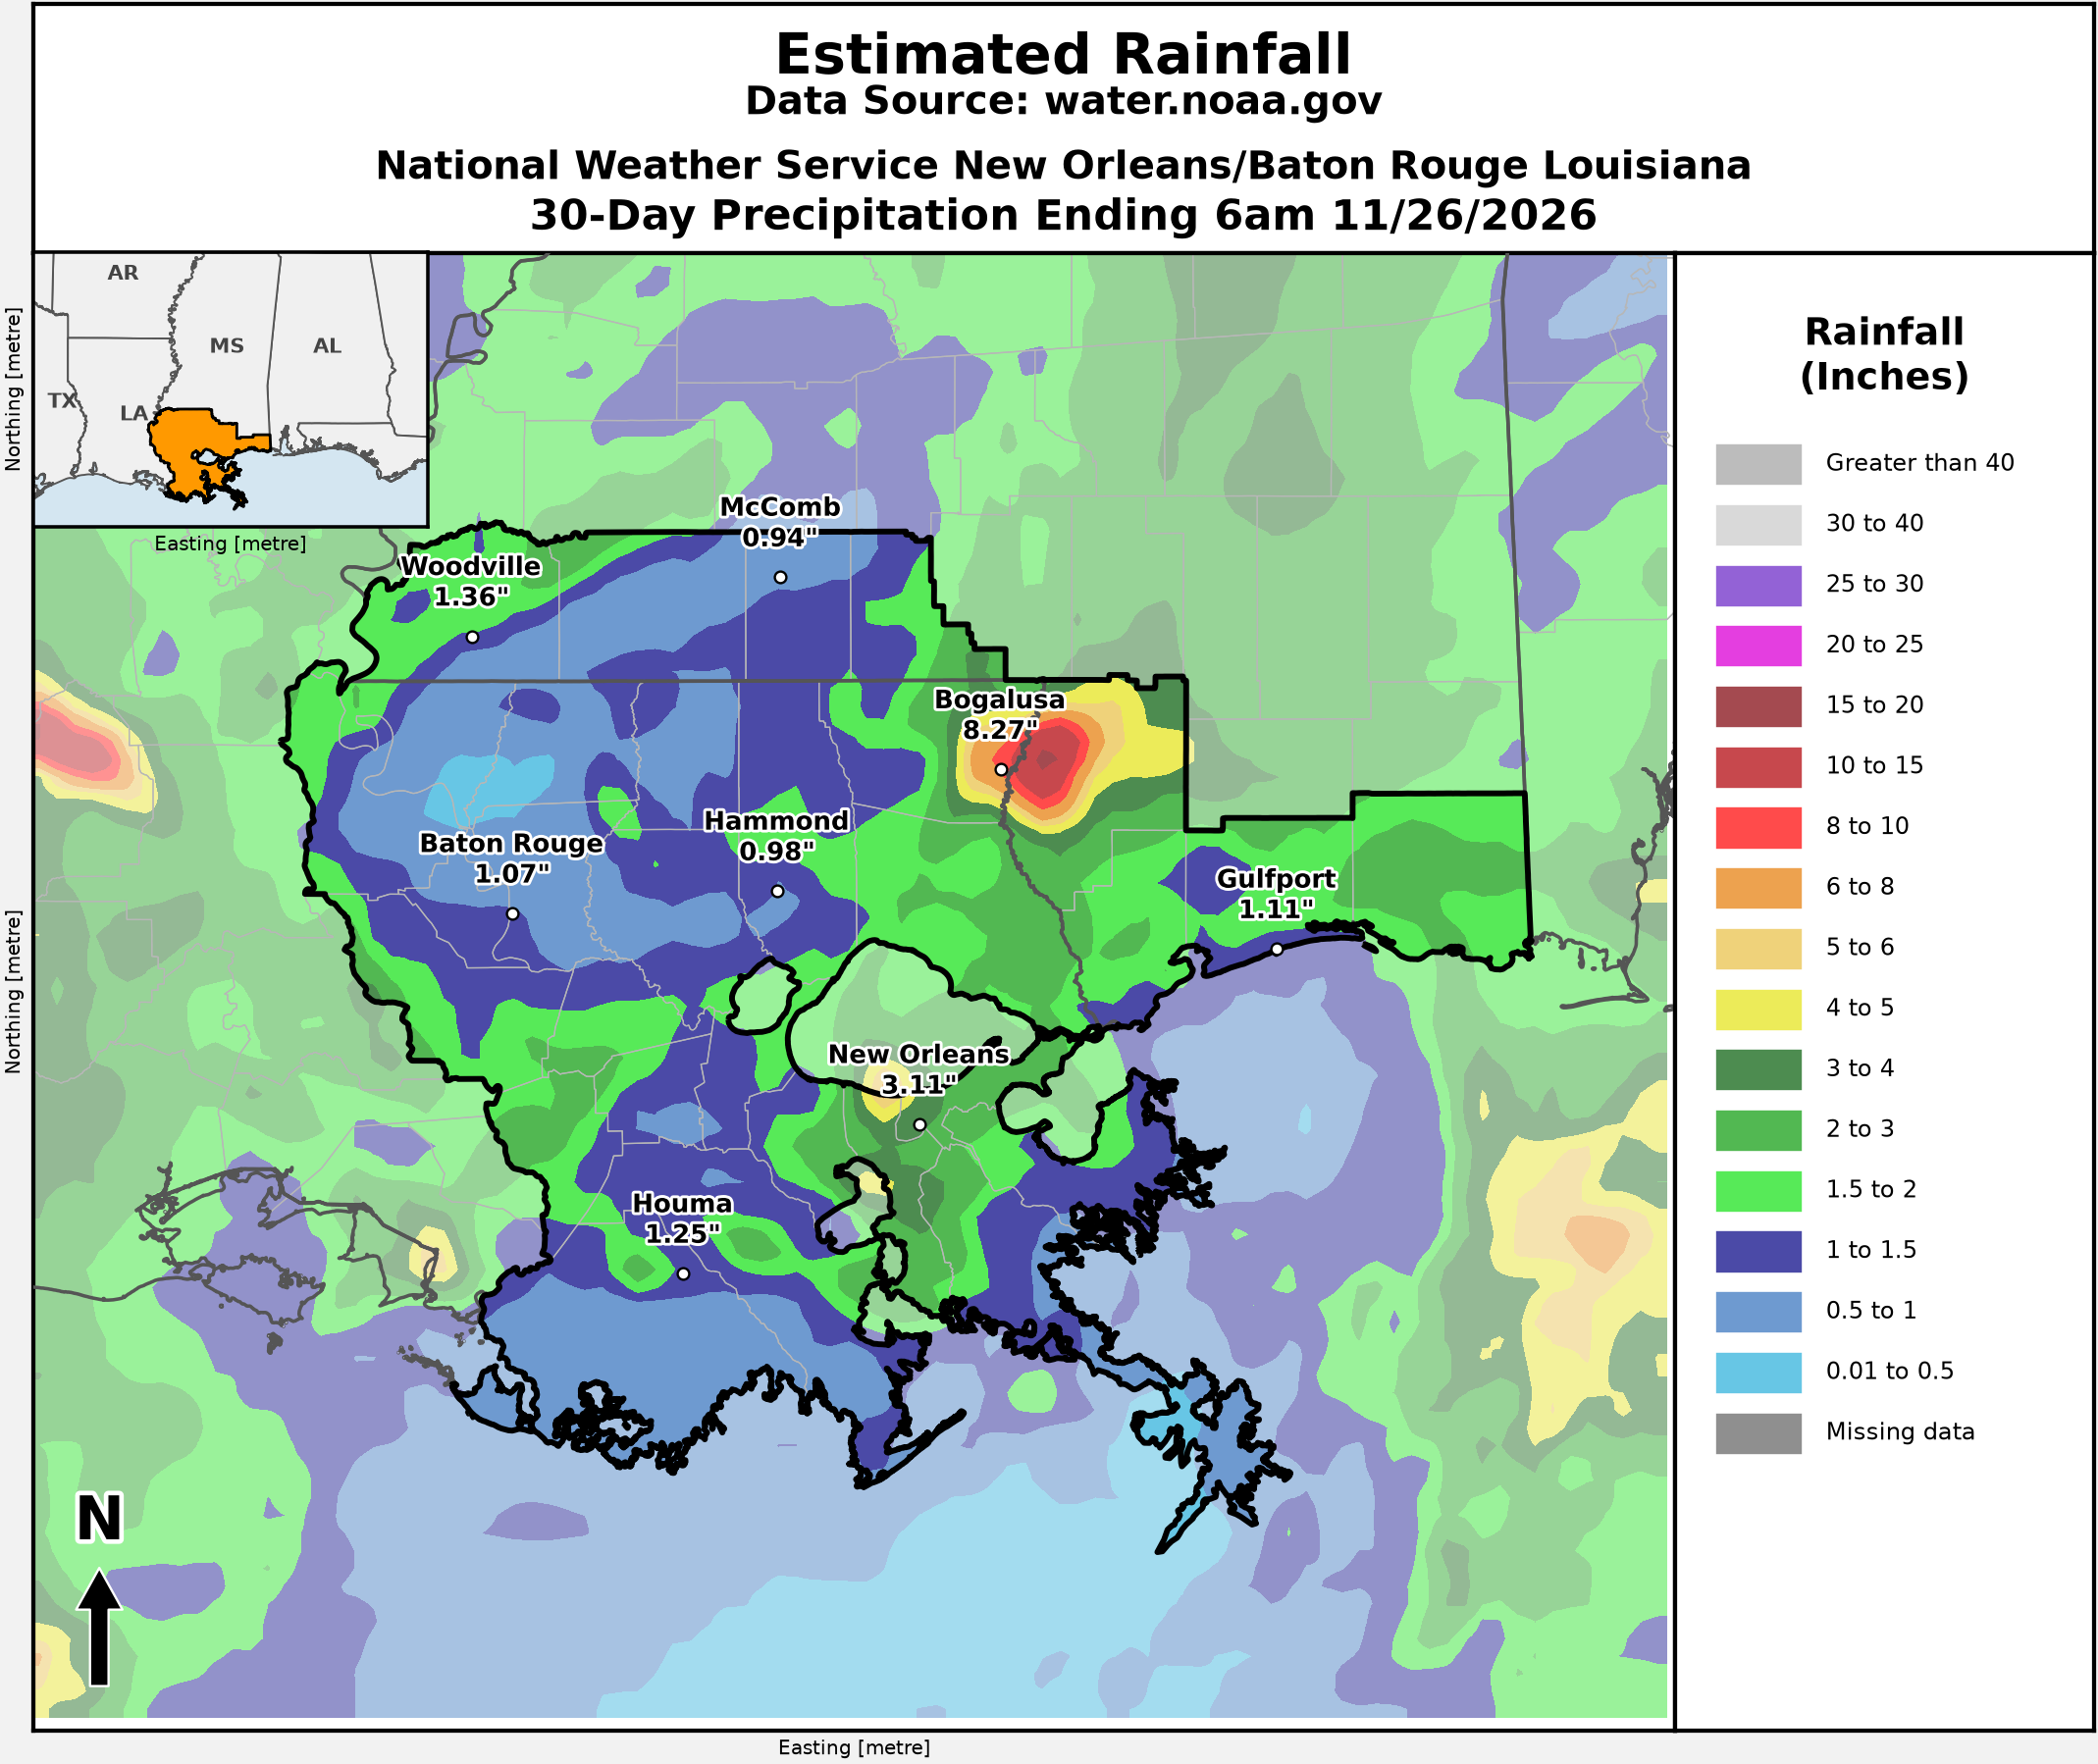 Estimated Rainfall
Data Source: water.noaa.gov
National Weather Service New Orleans/Baton Rouge Louisiana
30-Day Precipitation Ending 6am 11/26/2026
AR
MS
AL
TX
LA
Northing [metre]
Easting [metre]
McComb
0.94"
Woodville
1.36"
Bogalusa
8.27"
Hammond
0.98"
Baton Rouge
1.07"
Gulfport
1.11"
New Orleans
3.11"
Houma
1.25"
N
Northing [metre]
Easting [metre]
Rainfall
(Inches)
Greater than 40
30 to 40
25 to 30
20 to 25
15 to 20
10 to 15
8 to 10
6 to 8
5 to 6
4 to 5
3 to 4
2 to 3
1.5 to 2
1 to 1.5
0.5 to 1
0.01 to 0.5
Missing data